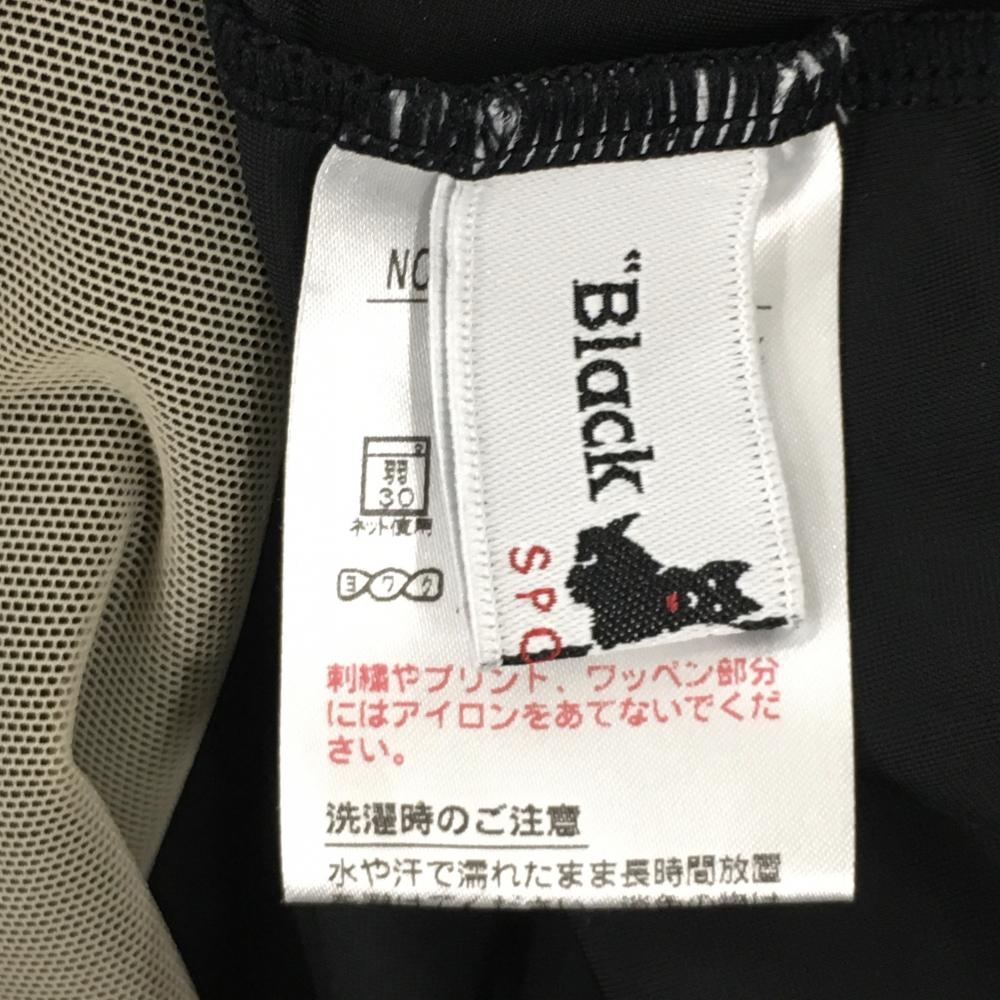 "Black
SPO
NO
弱
30
ネット使用
ヨワク
刺繍やプリント、ワッペン部分
にはアイロンをあてないでくだ
さい。
洗濯時のご注意
水や汗で濡れたまま長時間放置